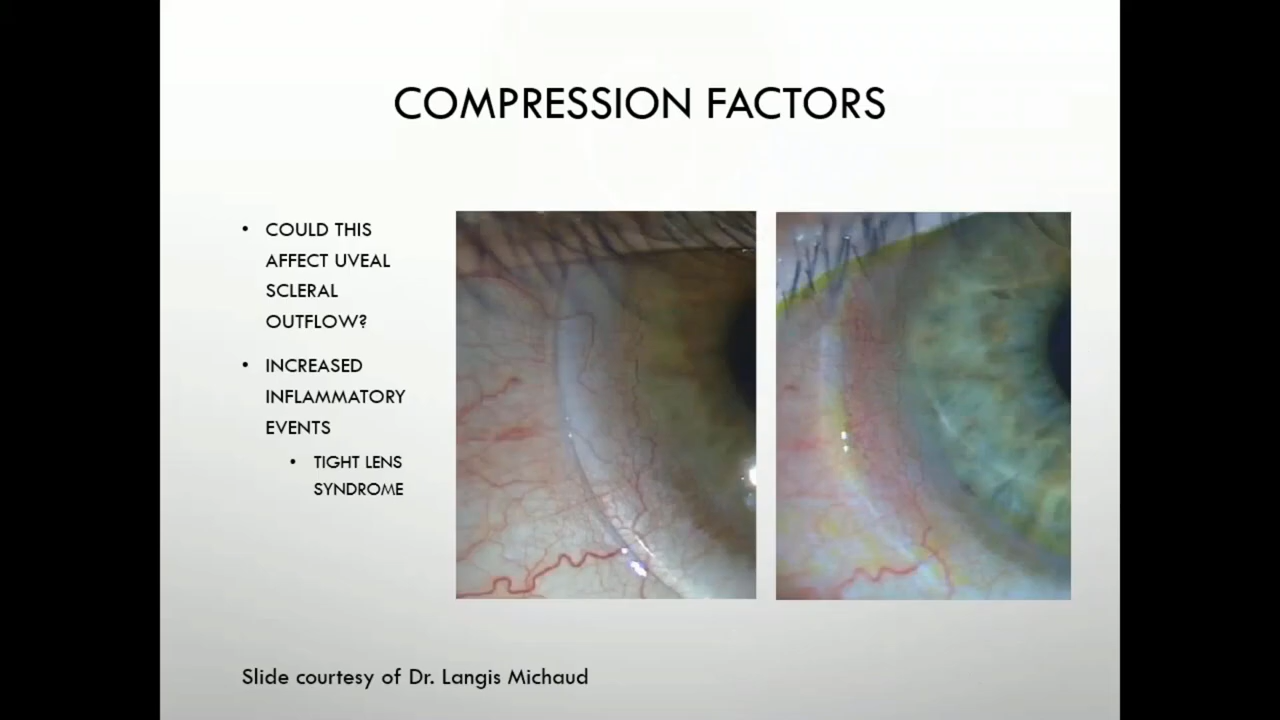 COMPRESSION FACTORS
• COULD THIS
AFFECT UVEAL
SCLERAL
OUTFLOW?
• INCREASED
INFLAMMATORY
EVENTS
• TIGHT LENS
SYNDROME
Slide courtesy of Dr. Langis Michaud